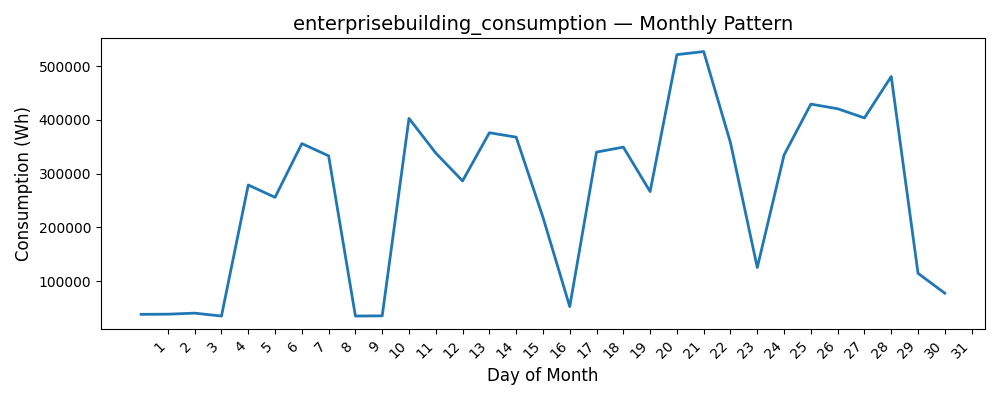 enterprisebuilding_consumption — Monthly Pattern
Consumption (Wh)
500000
400000
300000
200000
100000
1 2 3 4 5 6 7 8 9 10 11 12 13 14 15 16 17 18 19 20 21 22 23 24 25 26 27 28 29 30 31
Day of Month